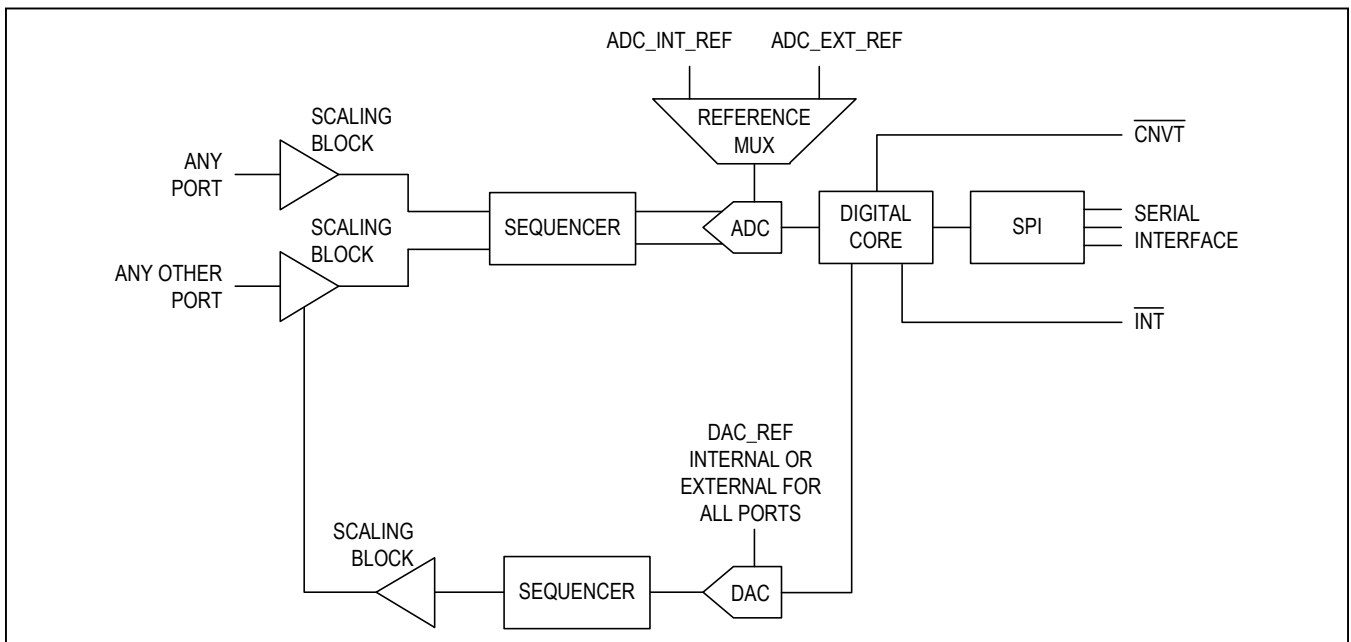 ADC_INT_REF
ADC_EXT_REF
REFERENCE
MUX
SCALING
BLOCK
ANY
PORT
SCALING
BLOCK
ANY OTHER
PORT
SEQUENCER
ADC
DIGITAL
CORE
SPI
CNVT
SERIAL
INTERFACE
INT
DAC_REF
INTERNAL OR
EXTERNAL FOR
ALL PORTS
SCALING
BLOCK
SEQUENCER
DAC